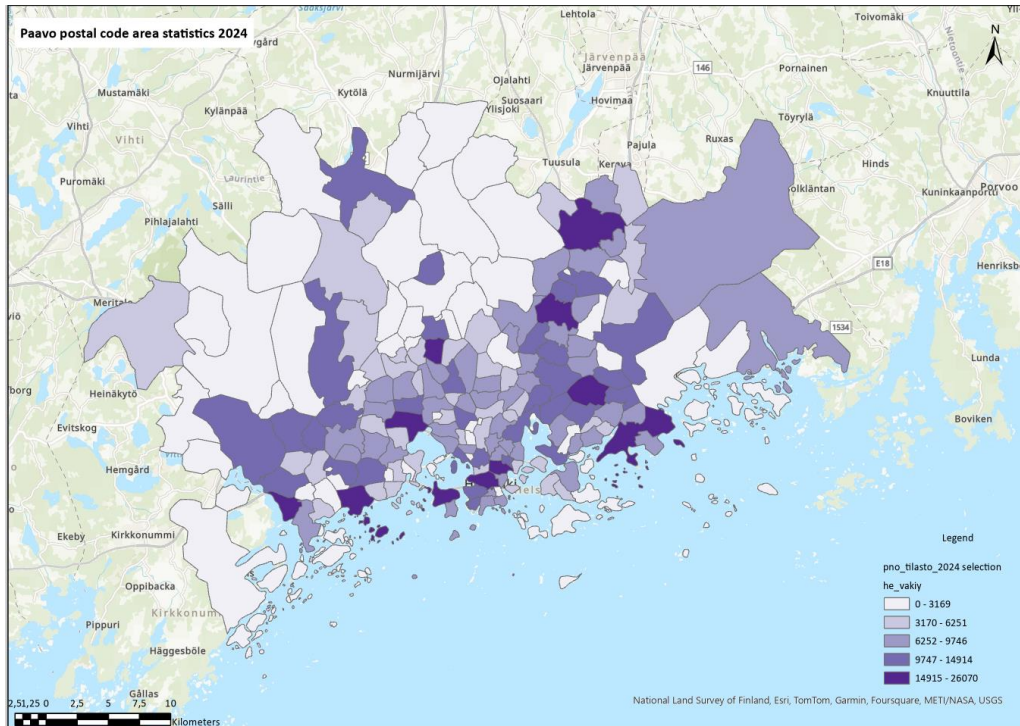 Paavo postal code area statistics 2024
N
Saaksjärvi
Lehtola
Toivomäki
Järvenpää
Järvenpää
146
Pornainen
Nurmijärvi
Ojalahti
Kytölä
Suosaari
Hovimaa
Knuuttila
Mustamäki
Kylänpää
Ylisjoki
Töyrylä
Vihti
Vihti
Pajula
Ruxas
Tuusula
Kerava
Hinds
Laurintie
Puromäki
Kuninkaanportti
Porvoo
Sälli
Pihlajalahti
E18
Henriksb
Merita
1534
Lunda
Heinäkytö
Boviken
Evitskog
Hemgård
Ekeby
Kirkkonummi
Legend
pno_tilasto_2024 selection
he_vakiy
Oppibacka
0 - 3169
Kirkkonumm
3170 - 6251
Pippuri
6252 - 9746
Häggesböle
9747 - 14914
14915 - 26070
Gållas
National Land Survey of Finland, Esri, TomTom, Garmin, Foursquare, METI/NASA, USGS
2,51,25 0 2,5 5 7,5 10
Kilometers